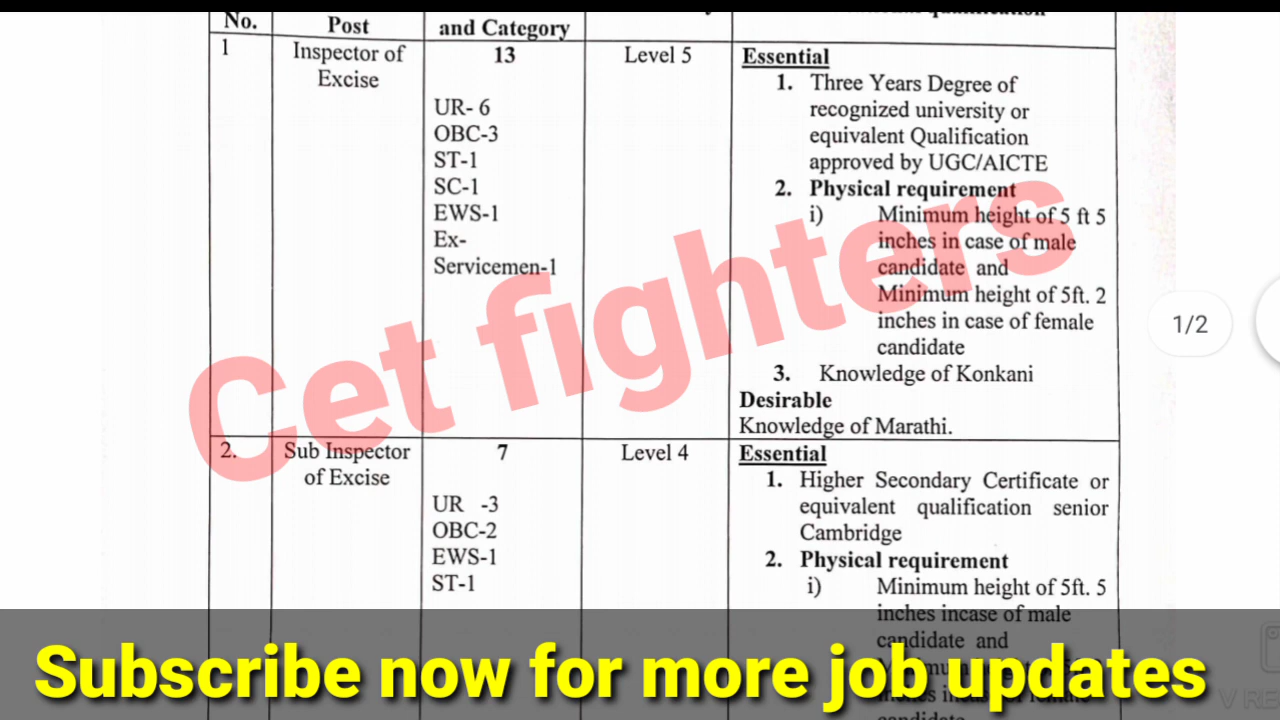 No.
Post
and Category
1
Inspector of
Excise
13
UR- 6
OBC-3
ST-1
SC-1
EWS-1
Ex-
Servicemen-1
Level 5
Essential
1. Three Years Degree of
recognized university or
equivalent Qualification
approved by UGC/AICTE
2. Physical requirement
i) Minimum height of 5 ft 5
inches in case of male
candidate and
Minimum height of 5ft. 2
inches in case of female
candidate
3. Knowledge of Konkani
Desirable
Knowledge of Marathi.
2.
Sub Inspector
of Excise
7
UR -3
OBC-2
EWS-1
ST-1
Level 4
Essential
1. Higher Secondary Certificate or
equivalent qualification senior
Cambridge
2. Physical requirement
i) Minimum height of 5ft. 5
inches incase of male
candidate and
Cet fighters
1/2
Subscribe now for more job updates